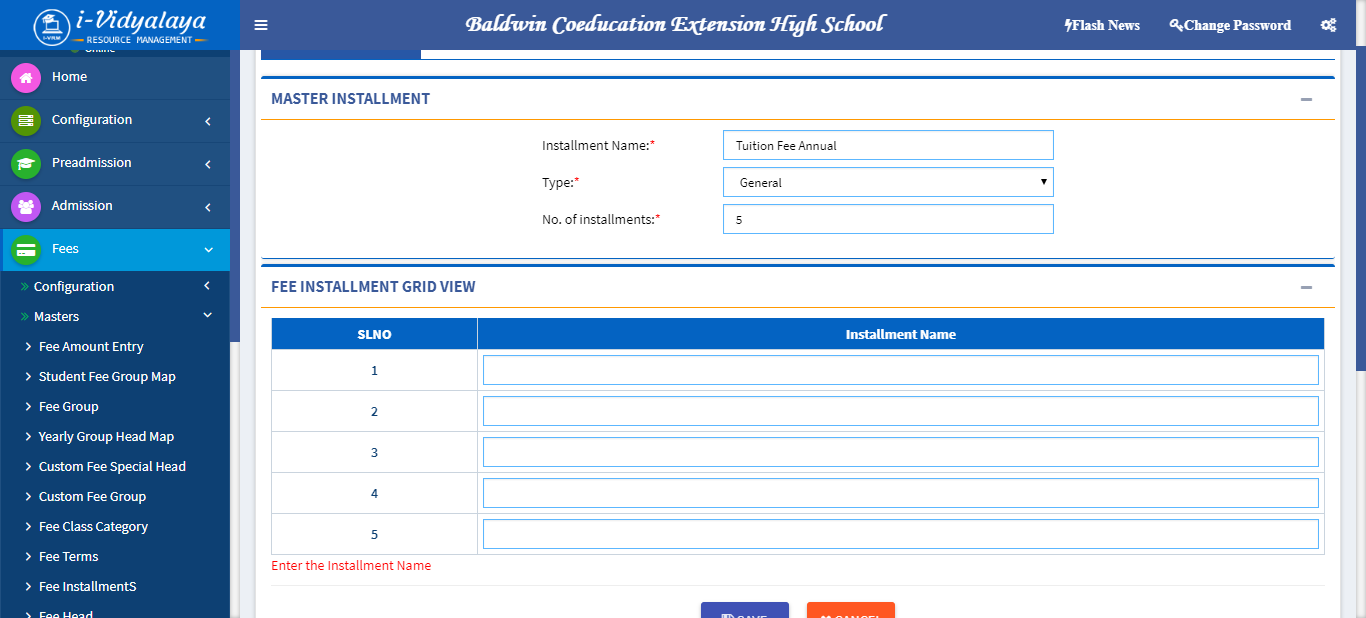 i-Vidyalaya
RESOURCE MANAGEMENT
i-VRM
Baldwin Coeducation Extension High School
Flash News
Change Password
Online
Home
Configuration
Preadmission
Admission
Fees
Configuration
Masters
Fee Amount Entry
Student Fee Group Map
Fee Group
Yearly Group Head Map
Custom Fee Special Head
Custom Fee Group
Fee Class Category
Fee Terms
Fee InstallmentS
Fee Head
MASTER INSTALLMENT
Installment Name:* Tuition Fee Annual
Type:* General
No. of installments:* 5
FEE INSTALLMENT GRID VIEW
SLNO Installment Name
1
2
3
4
5
Enter the Installment Name
SAVE CANCEL